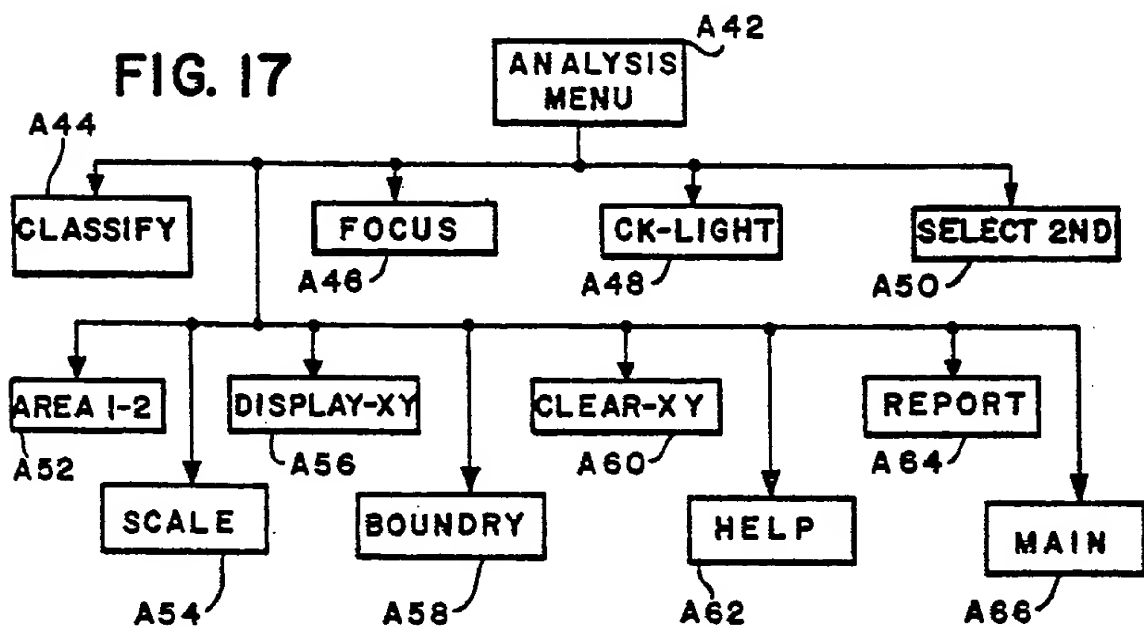 FIG. 17
A42
ANALYSIS
MENU
A44
CLASSIFY
FOCUS
A46
CK-LIGHT
A48
SELECT 2ND
A50
AREA 1-2
A52
DISPLAY-XY
A56
CLEAR-XY
A60
REPORT
A64
SCALE
A54
BOUNDRY
A58
HELP
A62
MAIN
A66